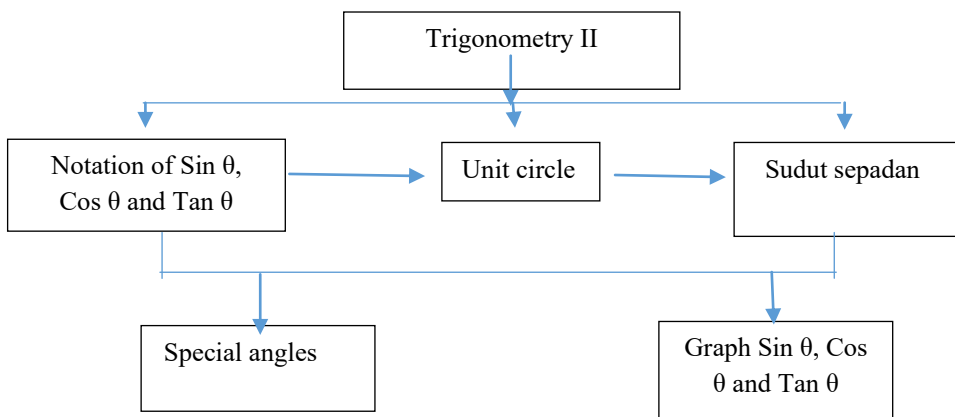 Trigonometry II
Notation of Sin θ,
Cos θ and Tan θ
Unit circle
Sudut sepadan
Special angles
Graph Sin θ, Cos
θ and Tan θ